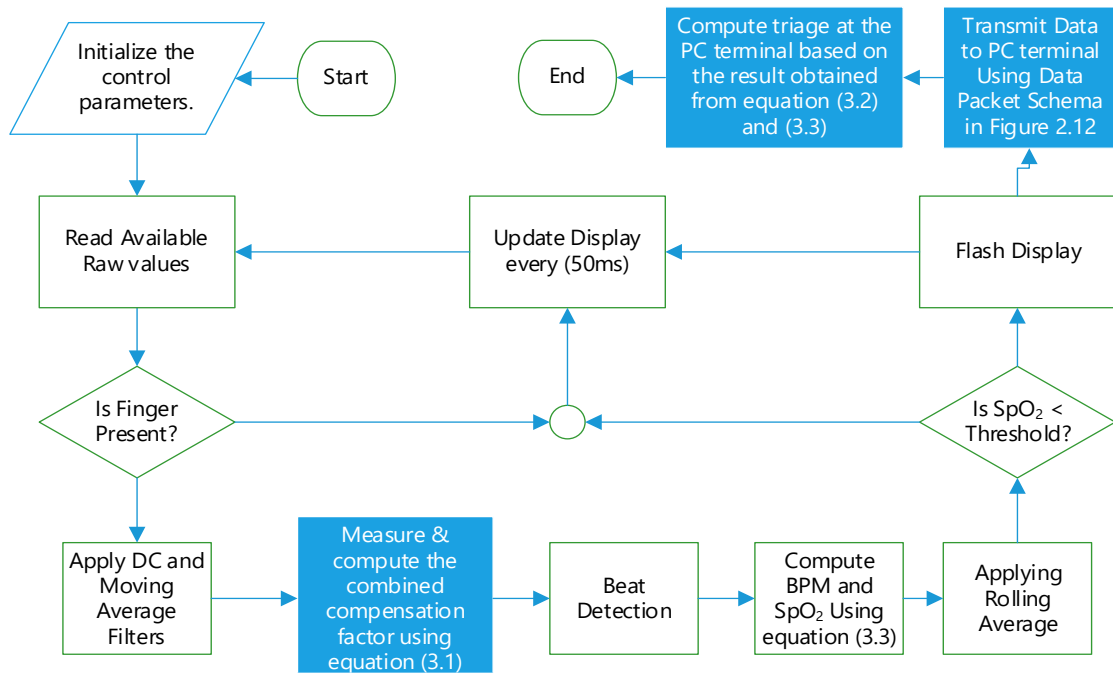 Initialize the
control
parameters.
Start
End
Compute triage at the
PC terminal based on
the result obtained
from equation (3.2)
and (3.3)
Transmit Data
to PC terminal
Using Data
Packet Schema
in Figure 2.12
Read Available
Raw values
Update Display
every (50ms)
Flash Display
Is Finger
Present?
Is SpO₂ <
Threshold?
Apply DC and
Moving
Average
Filters
Measure &
compute the
combined
compensation
factor using
equation (3.1)
Beat
Detection
Compute
BPM and
SpO₂ Using
equation (3.3)
Applying
Rolling
Average